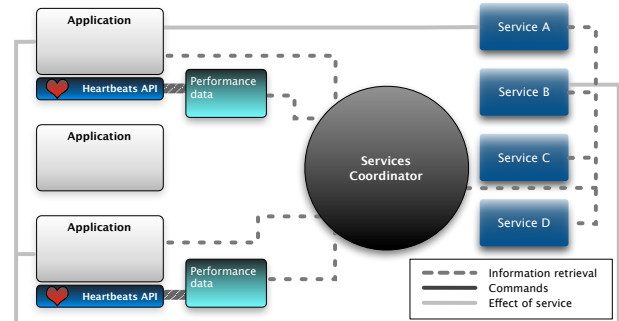 Application
Heartbeats API
Performance
data
Application
Application
Heartbeats API
Performance
data
Services
Coordinator
Service A
Service B
Service C
Service D
Information retrieval
Commands
Effect of service